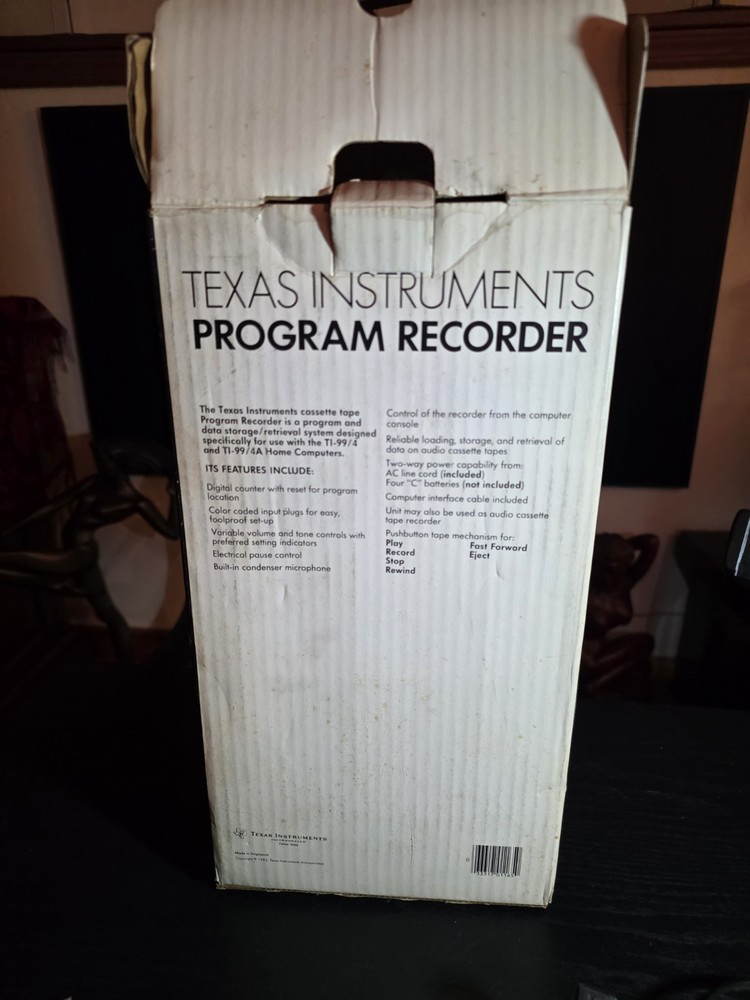 TEXAS INSTRUMENTS
PROGRAM RECORDER
The Texas Instruments cassette tape
Program Recorder is a program and
data storage/retrieval system designed
specifically for use with the TI-99/4
and TI-99/4A Home Computers.
ITS FEATURES INCLUDE:
Digital counter with reset for program
location
Color coded input plugs for easy,
foolproof set-up
Variable volume and tone controls with
preferred setting indicators
Electrical pause control
Built-in condenser microphone
Control of the recorder from the computer
console
Reliable loading, storage, and retrieval of
data on audio cassette tapes
Two-way power capability from:
AC line cord (included)
Four "C" batteries (not included)
Computer interface cable included
Unit may also be used as audio cassette
tape recorder
Pushbutton tape mechanism for:
Play
Record
Stop
Rewind
Fast Forward
Eject
TEXAS INSTRUMENTS
INCORPORATED
Made in Singapore